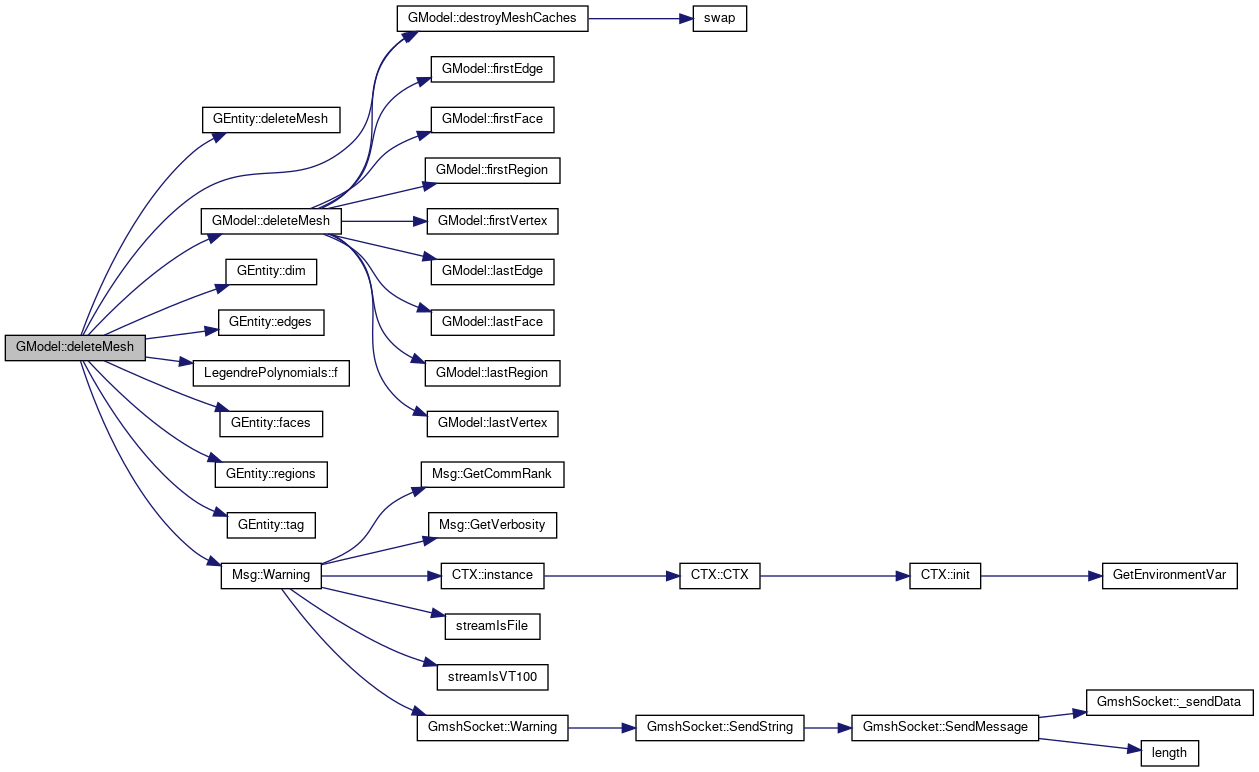 GModel::destroyMeshCaches
swap
GModel::firstEdge
GEntity::deleteMesh
GModel::firstFace
GModel::firstRegion
GModel::deleteMesh
GModel::firstVertex
GEntity::dim
GModel::lastEdge
GEntity::edges
GModel::lastFace
GModel::deleteMesh
LegendrePolynomials::f
GModel::lastRegion
GEntity::faces
GModel::lastVertex
GEntity::regions
Msg::GetCommRank
GEntity::tag
Msg::GetVerbosity
Msg::Warning
CTX::instance
CTX::CTX
CTX::init
GetEnvironmentVar
streamIsFile
streamIsVT100
GmshSocket::_sendData
GmshSocket::Warning
GmshSocket::SendString
GmshSocket::SendMessage
length